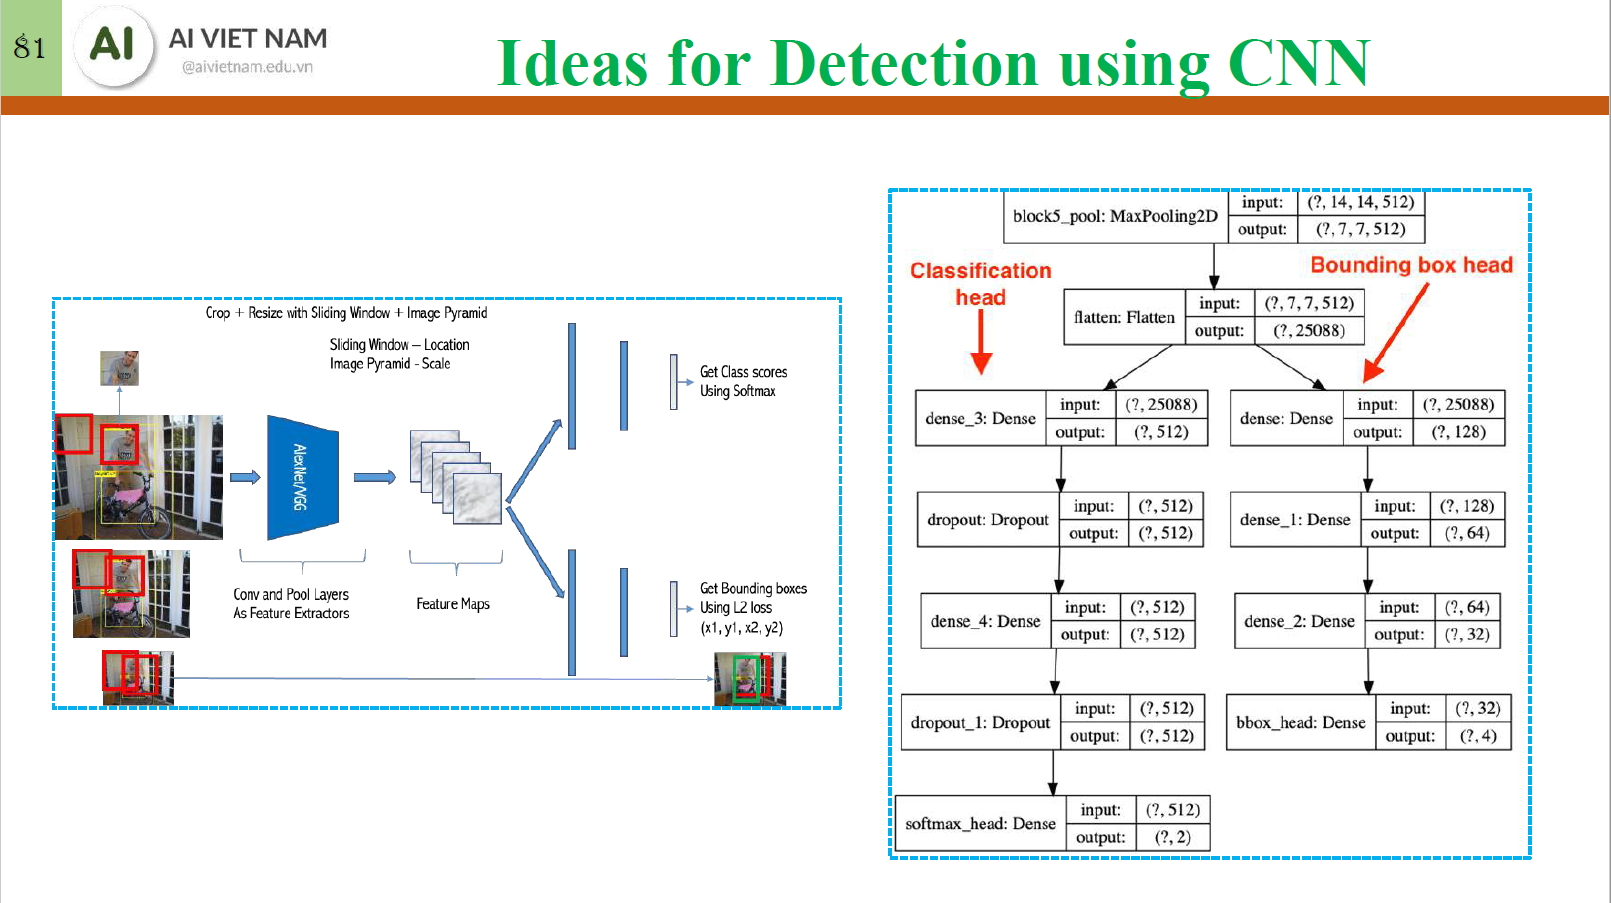 81
AI
AI VIET NAM
@aivietnam.edu.vn
Ideas for Detection using CNN
Crop + Resize with Sliding Window + Image Pyramid
Sliding Window – Location
Image Pyramid - Scale
AlexNet/VGG
Conv and Pool Layers
As Feature Extractors
Feature Maps
Get Class scores
Using Softmax
Get Bounding boxes
Using L2 loss
(x1, y1, x2, y2)
block5_pool: MaxPooling2D
input: (?, 14, 14, 512)
output: (?, 7, 7, 512)
Classification
head
Bounding box head
flatten: Flatten
input: (?, 7, 7, 512)
output: (?, 25088)
dense_3: Dense
input: (?, 25088)
output: (?, 512)
dense: Dense
input: (?, 25088)
output: (?, 128)
dropout: Dropout
input: (?, 512)
output: (?, 512)
dense_1: Dense
input: (?, 128)
output: (?, 64)
dense_4: Dense
input: (?, 512)
output: (?, 512)
dense_2: Dense
input: (?, 64)
output: (?, 32)
dropout_1: Dropout
input: (?, 512)
output: (?, 512)
bbox_head: Dense
input: (?, 32)
output: (?, 4)
softmax_head: Dense
input: (?, 512)
output: (?, 2)